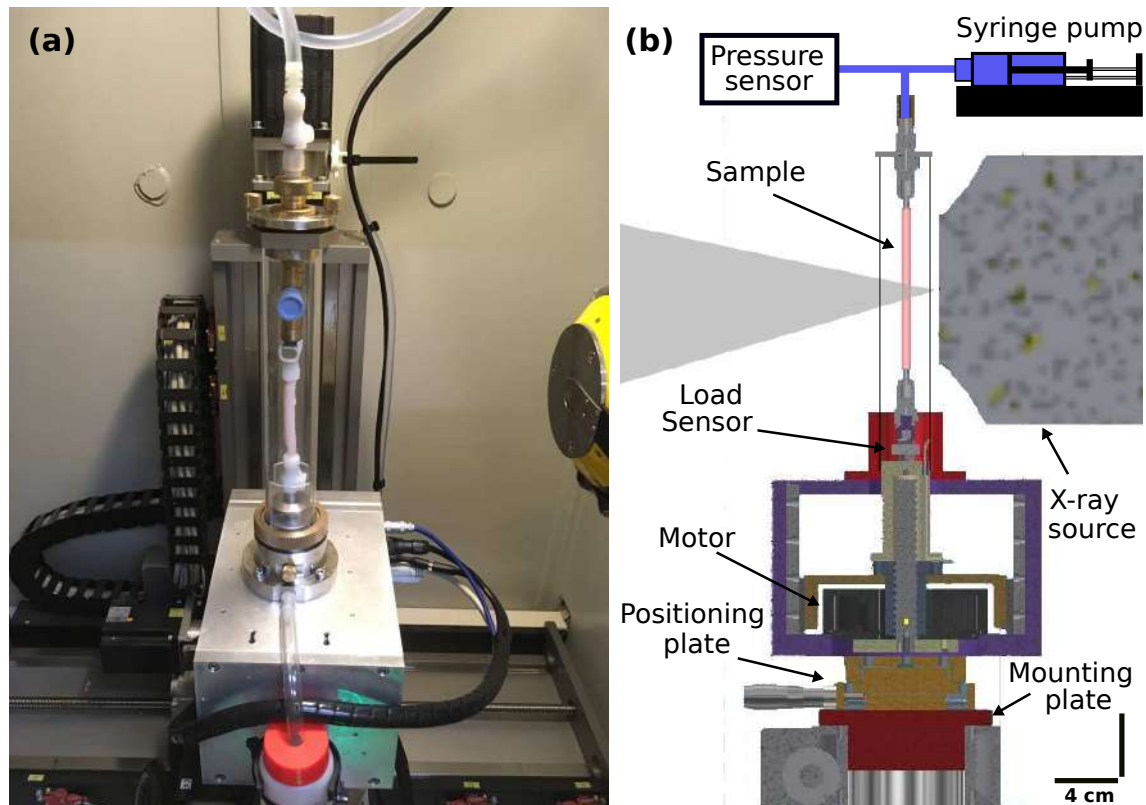 (a)
(b)
Syringe pump
Pressure
sensor
Sample
Load
Sensor
X-ray
source
Motor
Positioning
plate
Mounting
plate
4 cm